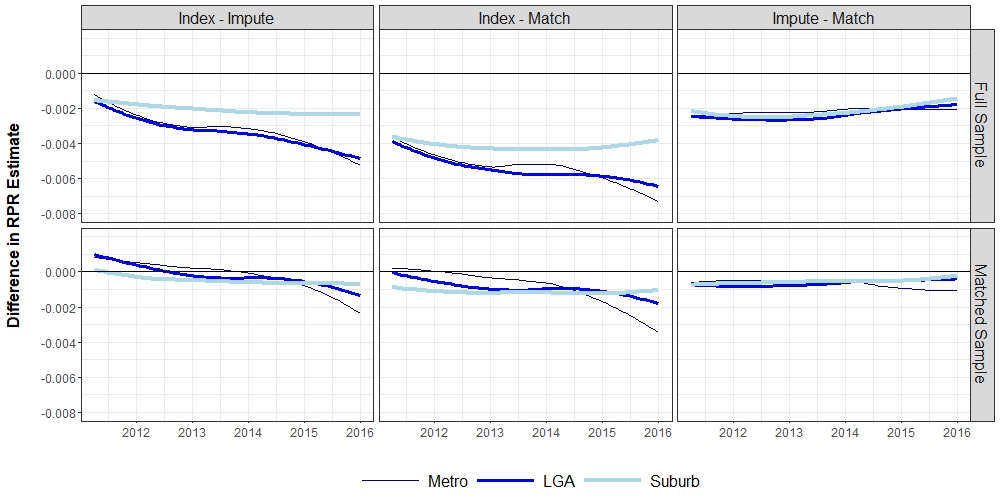 Index - Impute
Index - Match
Impute - Match
Difference in RPR Estimate
0.000
-0.002
-0.004
-0.006
-0.008
Full Sample
0.000
-0.002
-0.004
-0.006
-0.008
Matched Sample
2012 2013 2014 2015 2016
2012 2013 2014 2015 2016
2012 2013 2014 2015 2016
Metro LGA Suburb